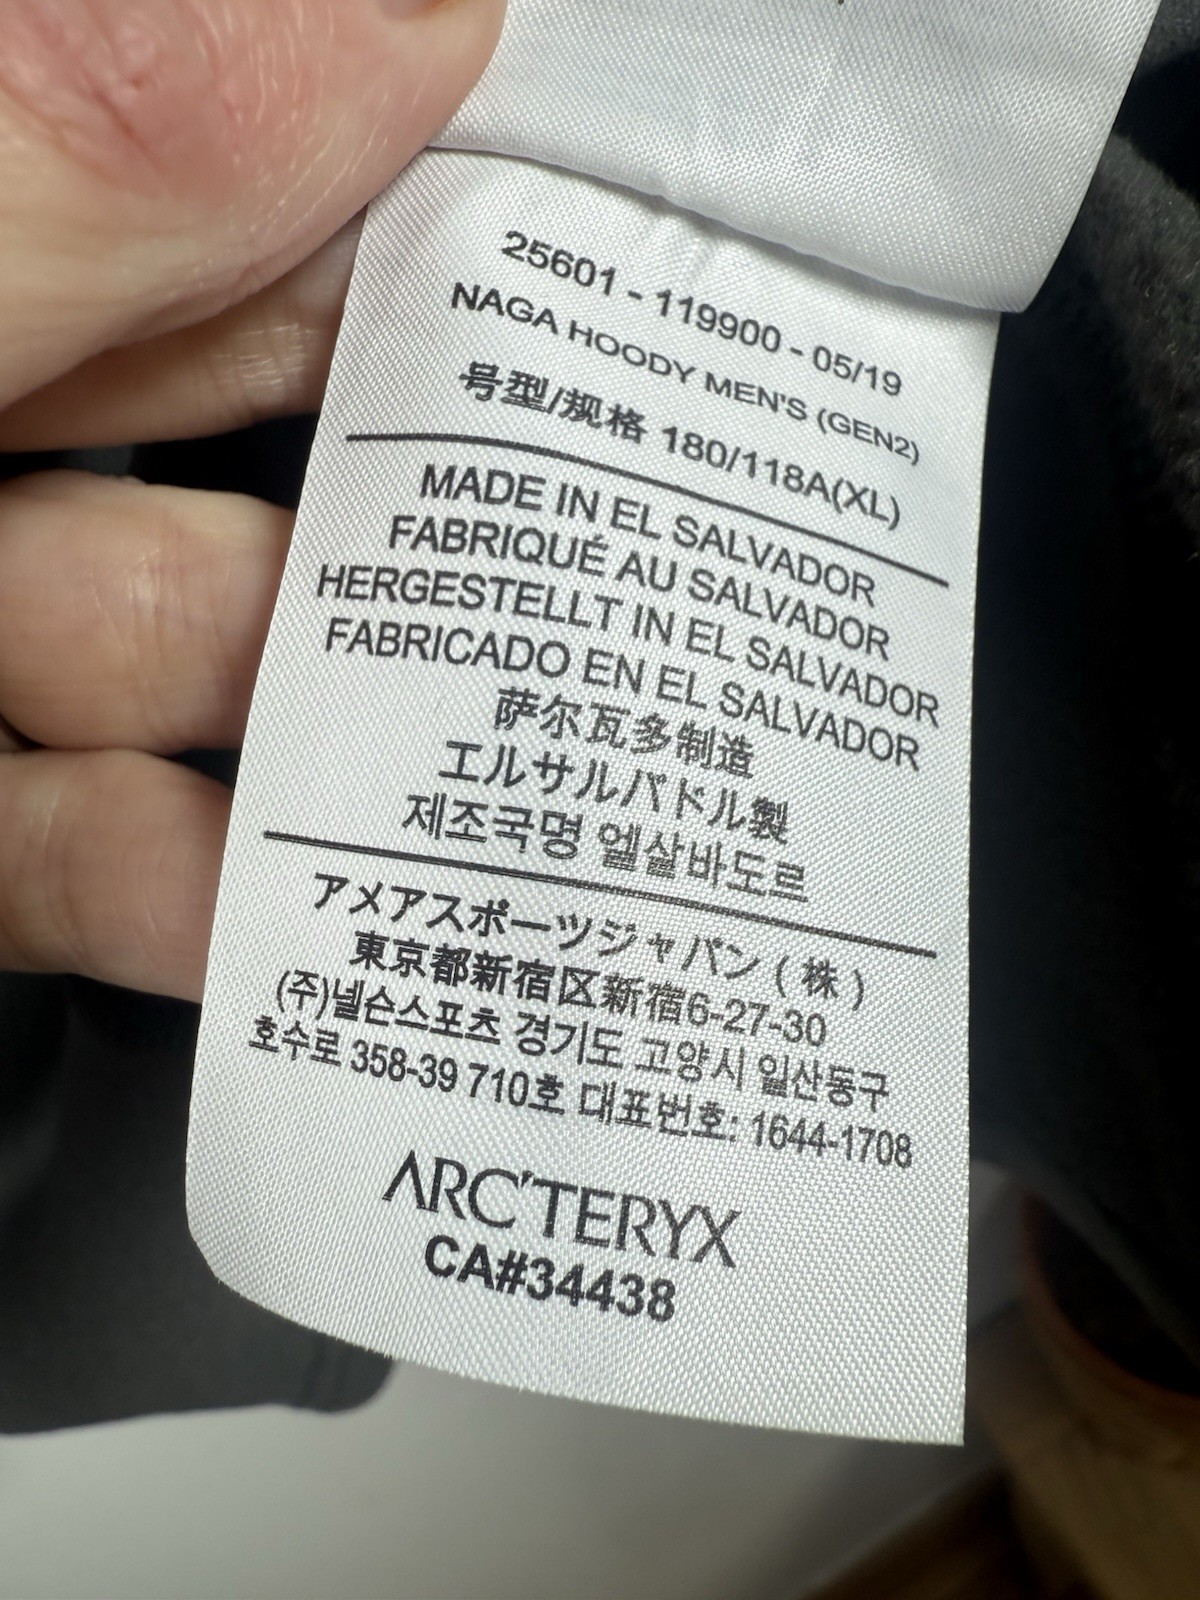 25601 - 119900 - 05/19
NAGA HOODY MEN'S (GEN2)
号型/规格 180/118A(XL)
MADE IN EL SALVADOR
FABRIQUÉ AU SALVADOR
HERGESTELLT IN EL SALVADOR
FABRICADO EN EL SALVADOR
萨尔瓦多制造
エルサルバドル製
제조국명 엘살바도르
アメアスポーツジャパン（株）
東京都新宿区新宿6-27-30
(주)넬슨스포츠 경기도 고양시 일산동구
호수로 358-39 710호 대표번호: 1644-1708
ARC'TERYX
CA#34438